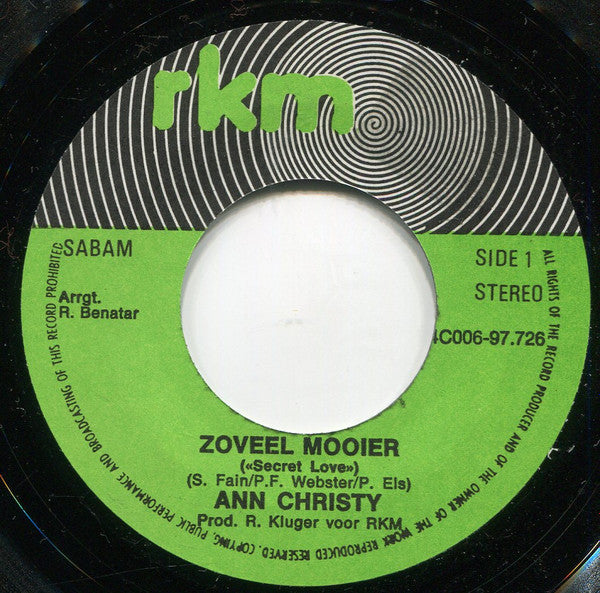 rkm
SABAM
SIDE 1
STEREO
Arrgt.
R. Benatar
4C006-97.726
ZOVEEL MOOIER
(«Secret Love»)
(S. Fain/P.F. Webster/P. Els)
ANN CHRISTY
Prod. R. Kluger voor RKM
ALL RIGHTS OF THE RECORD PRODUCER AND OF THE OWNER OF THE WORK REPRODUCED RESERVED. COPYING, PUBLIC PERFORMANCE AND BROADCASTING OF THIS RECORD PROHIBITED